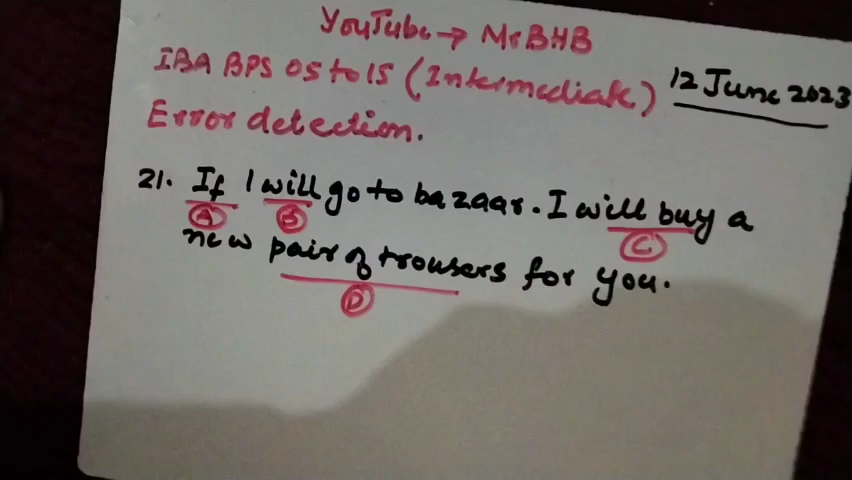 YouTube → MrBHB
IBA BPS 05 to 15 (Intermediate) 12 June 2023
Error detection.
21. If I will go to bazaar. I will buy a
A B C
new pair of trousers for you.
D